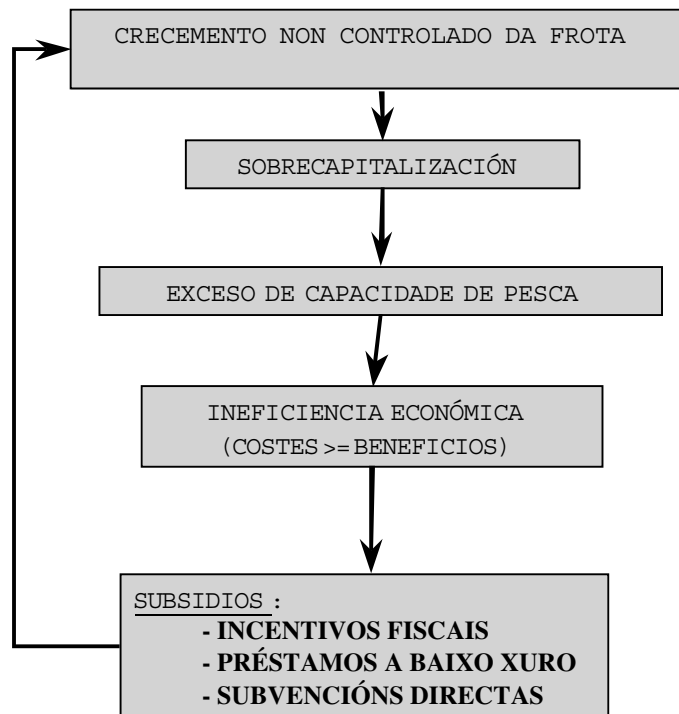 CRECEMENTO NON CONTROLADO DA FROTA
SOBRECAPITALIZACIÓN
EXCESO DE CAPACIDADE DE PESCA
INEFICIENCIA ECONÓMICA
(COSTES >= BENEFICIOS)
SUBSIDIOS :
- INCENTIVOS FISCAIS
- PRÉSTAMOS A BAIXO XURO
- SUBVENCIÓNS DIRECTAS